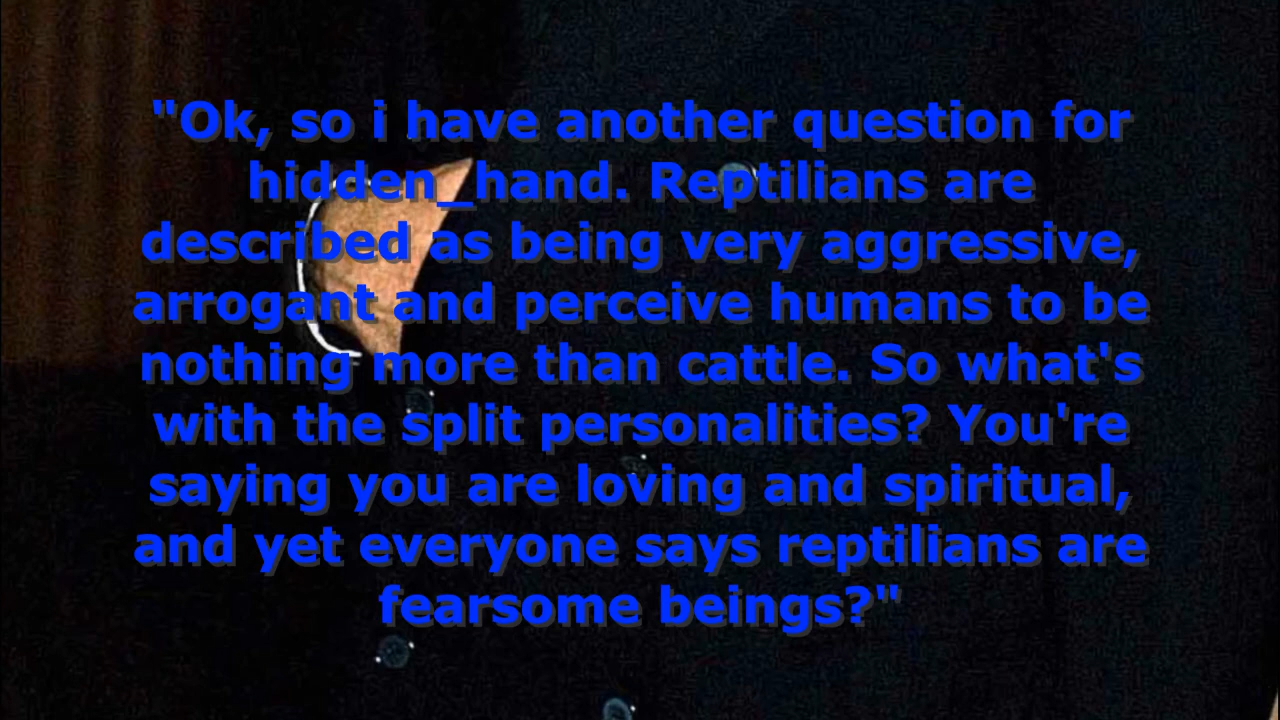 "Ok, so i have another question for
hidden_hand. Reptilians are
described as being very aggressive,
arrogant and perceive humans to be
nothing more than cattle. So what's
with the split personalities? You're
saying you are loving and spiritual,
and yet everyone says reptilians are
fearsome beings?"